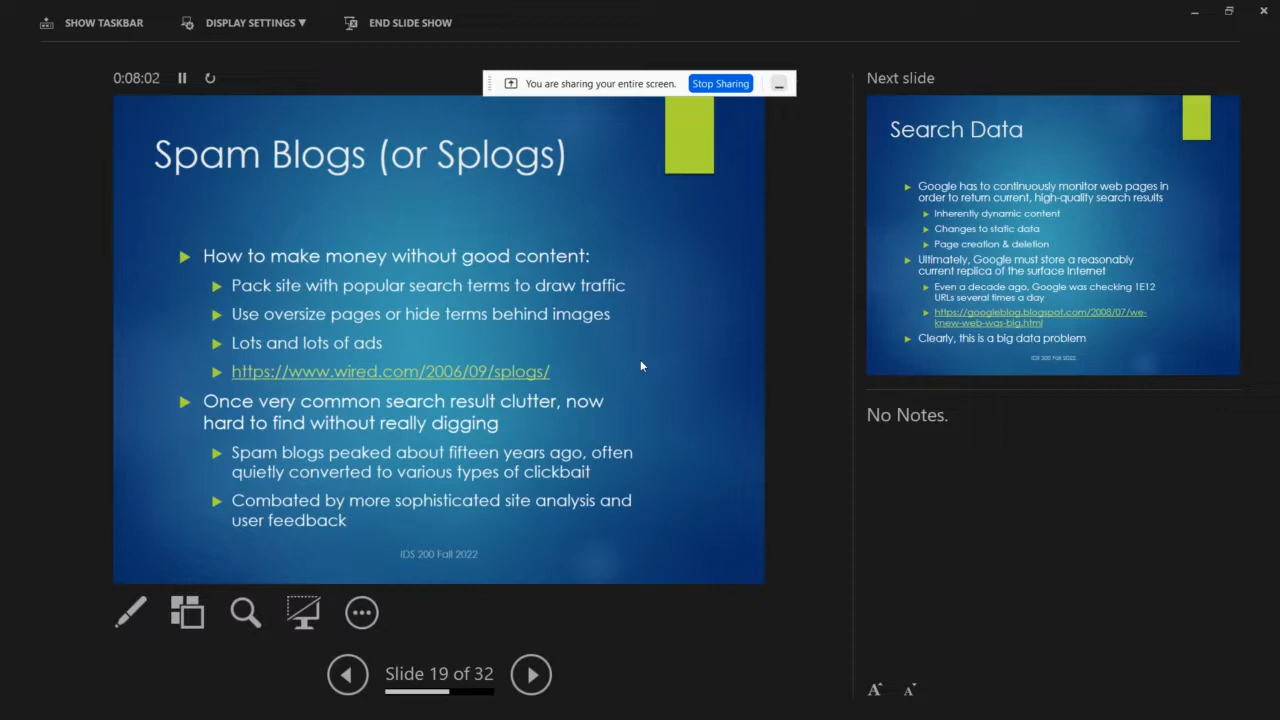 SHOW TASKBAR DISPLAY SETTINGS ▼ END SLIDE SHOW
0:08:02
You are sharing your entire screen. Stop Sharing
Spam Blogs (or Splogs)
How to make money without good content:
Pack site with popular search terms to draw traffic
Use oversize pages or hide terms behind images
Lots and lots of ads
https://www.wired.com/2006/09/splogs/
Once very common search result clutter, now
hard to find without really digging
Spam blogs peaked about fifteen years ago, often
quietly converted to various types of clickbait
Combated by more sophisticated site analysis and
user feedback
IDS 200 Fall 2022
Slide 19 of 32
Next slide
Search Data
Google has to continuously monitor web pages in
order to return current, high-quality search results
Inherently dynamic content
Changes to static data
Page creation & deletion
Ultimately, Google must store a reasonably
current replica of the surface Internet
Even a decade ago, Google was checking 1E12
URLs several times a day
https://googleblog.blogspot.com/2008/07/we-
knew-web-was-big.html
Clearly, this is a big data problem
IDS 200 Fall 2022
No Notes.
A A